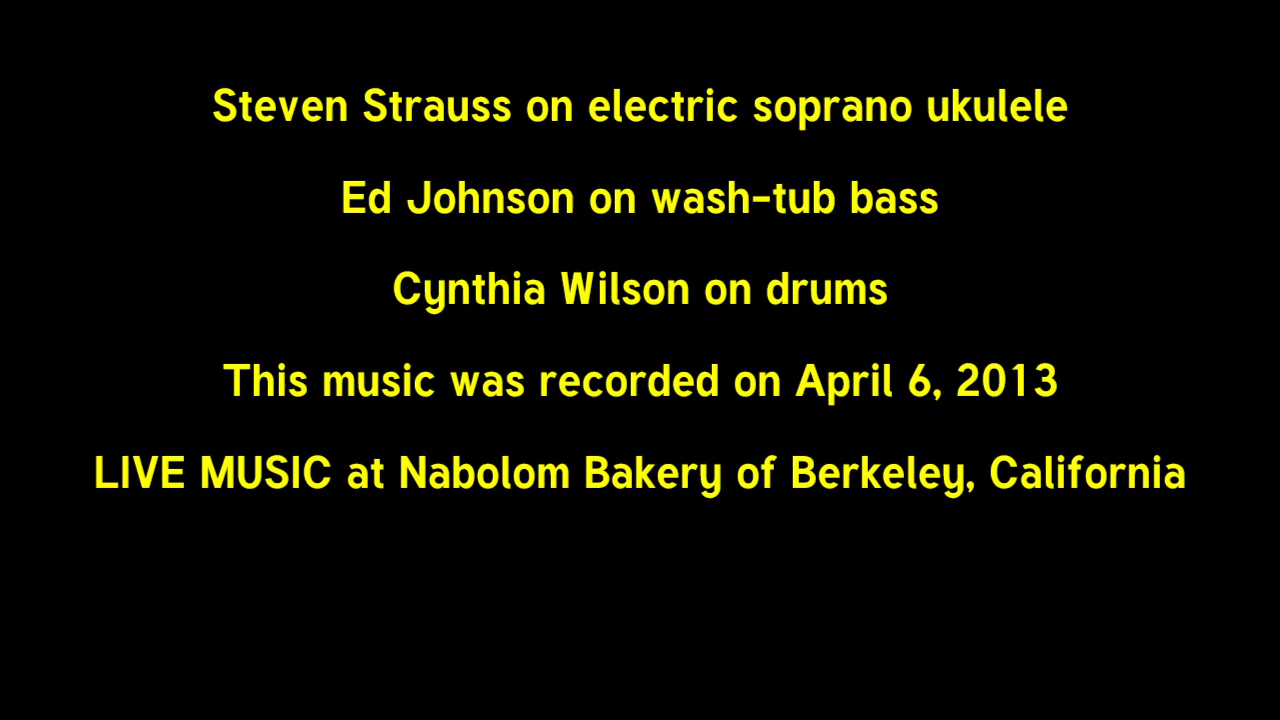 Steven Strauss on electric soprano ukulele
Ed Johnson on wash-tub bass
Cynthia Wilson on drums
This music was recorded on April 6, 2013
LIVE MUSIC at Nabolom Bakery of Berkeley, California